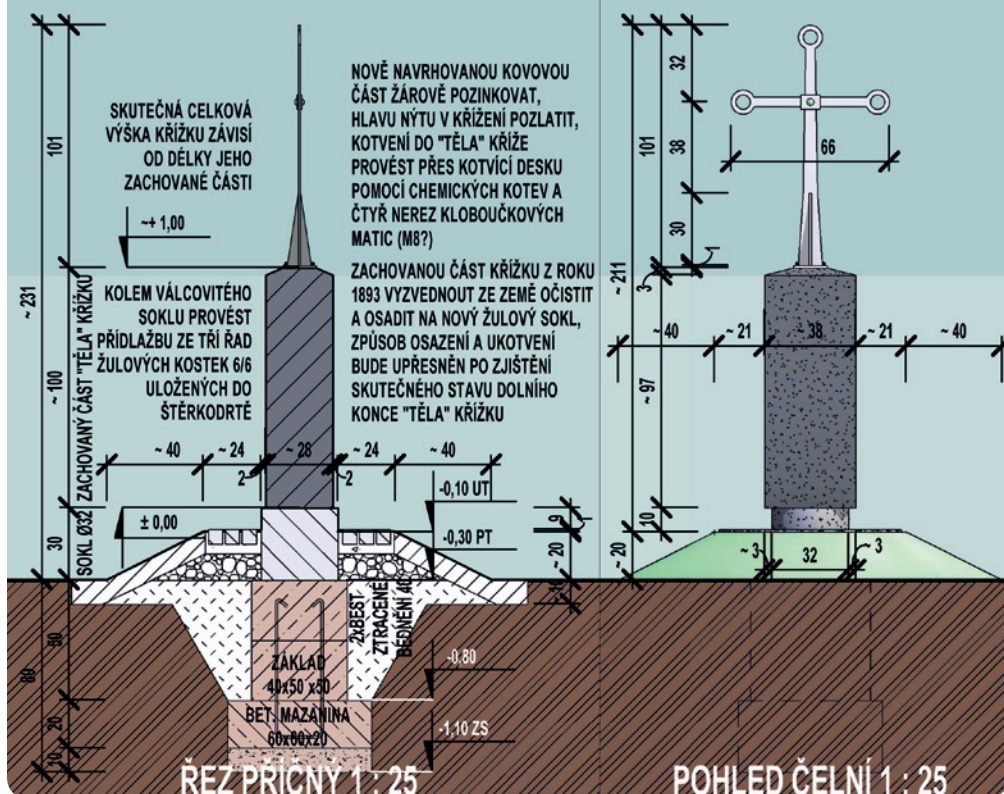 SKUTEČNÁ CELKOVÁ
VÝŠKA KŘÍŽKU ZÁVISÍ
OD DÉLKY JEHO
ZACHOVANÉ ČÁSTI
NOVĚ NAVRHOVANOU KOVOVOU
ČÁST ŽÁROVĚ POZINKOVAT,
HLAVU NÝTU V KŘÍŽENÍ POZLATIT,
KOTVENÍ DO "TĚLA" KŘÍŽE
PROVÉST PŘES KOTVÍCÍ DESKU
POMOCÍ CHEMICKÝCH KOTEV A
ČTYŘ NEREZ KLOBOUČKOVÝCH
MATIC (M8?)
ZACHOVANOU ČÁST KŘÍŽKU Z ROKU
1893 VYZVEDNOUT ZE ZEMĚ OČISTIT
A OSADIT NA NOVÝ ŽULOVÝ SOKL,
ZPŮSOB OSAZENÍ A UKOTVENÍ
BUDE UPŘESNĚN PO ZJIŠTĚNÍ
SKUTEČNÉHO STAVU DOLNÍHO
KONCE "TĚLA" KŘÍŽKU
~+ 1,00
KOLEM VÁLCOVITÉHO
SOKLU PROVÉST
PŘÍDLAŽBU ZE TŘÍ ŘAD
ŽULOVÝCH KOSTEK 6/6
ULOŽENÝCH DO
ŠTĚRKODRTĚ
101
~ 231
~ 100
ZACHOVANÝ ČÁST "TĚLA" KŘÍŽKU
30
SOKL Ø32
80
50
20
10
~ 40
~ 24
~ 28
~ 24
~ 40
2
2
± 0,00
-0,10 UT
-0,30 PT
-0,80
-1,10 ZS
9
1
~ 20
10
2xBEST
ZTRACENÉ
BEDNĚNÍ 40
ZÁKLAD
40x50 x50
BET. MAZANINA
60x60x20
ŘEZ PŘÍČNÝ 1 : 25
32
38
30
101
66
1
3
~ 211
~ 40
~ 21
~ 38
~ 21
~ 40
~ 97
10
~ 20
~ 3
32
~ 3
POHLED ČELNÍ 1 : 25